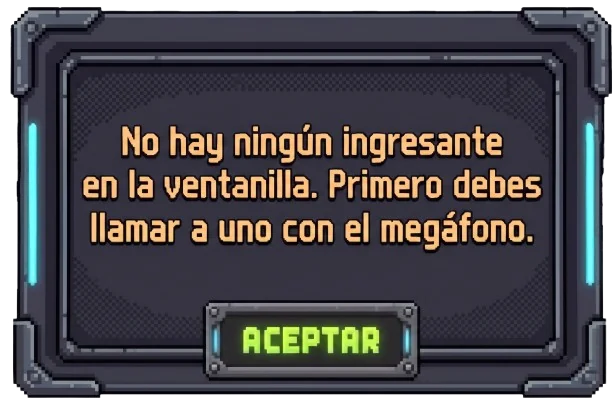 No hay ningún ingresante
en la ventanilla. Primero debes
llamar a uno con el megáfono.
ACEPTAR